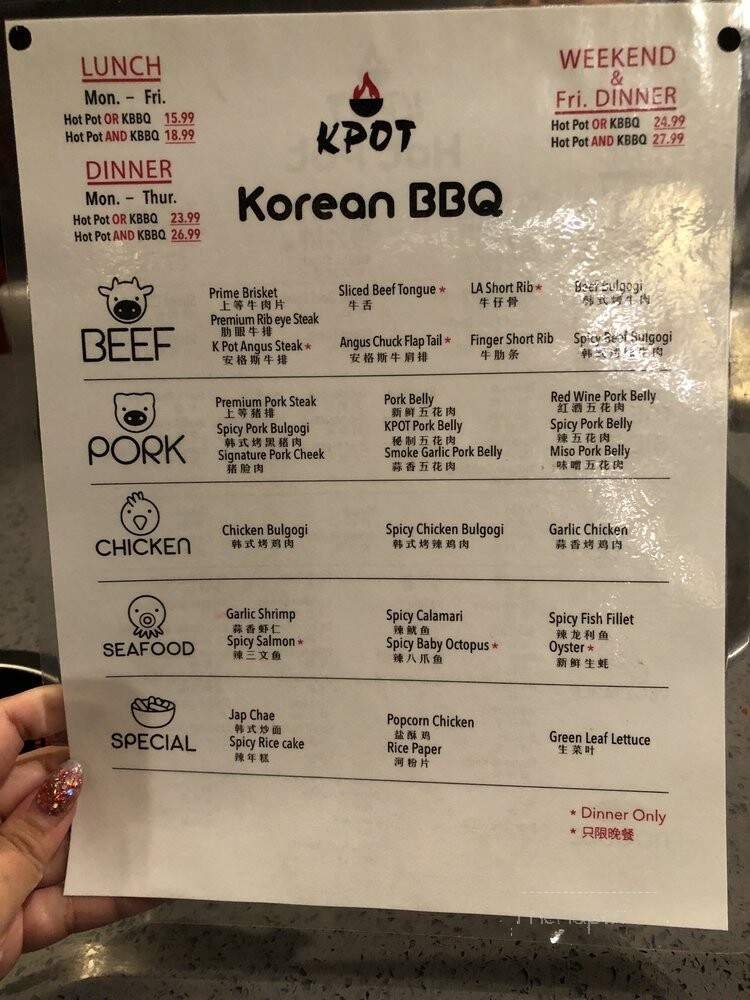 LUNCH
Mon. - Fri.
Hot Pot OR KBBQ 15.99
Hot Pot AND KBBQ 18.99
DINNER
Mon. - Thur.
Hot Pot OR KBBQ 23.99
Hot Pot AND KBBQ 26.99
KPOT
Korean BBQ
WEEKEND
&
Fri. DINNER
Hot Pot OR KBBQ 24.99
Hot Pot AND KBBQ 27.99
BEEF
Prime Brisket
上等牛肉片
Premium Rib eye Steak
肋眼牛排
K Pot Angus Steak *
安格斯牛排
Sliced Beef Tongue *
牛舌
Angus Chuck Flap Tail *
安格斯牛肩排
LA Short Rib *
牛仔骨
Finger Short Rib
牛肋条
Beef Bulgogi
韩式烤牛肉
Spicy Beef Bulgogi
韩式烤辣牛肉
PORK
Premium Pork Steak
上等猪排
Spicy Pork Bulgogi
韩式烤黑猪肉
Signature Pork Cheek
猪脸肉
Pork Belly
新鲜五花肉
KPOT Pork Belly
秘制五花肉
Smoke Garlic Pork Belly
蒜香五花肉
Red Wine Pork Belly
紅酒五花肉
Spicy Pork Belly
辣五花肉
Miso Pork Belly
味噌五花肉
CHICKEN
Chicken Bulgogi
韩式烤鸡肉
Spicy Chicken Bulgogi
韩式烤辣鸡肉
Garlic Chicken
蒜香烤鸡肉
SEAFOOD
Garlic Shrimp
蒜香虾仁
Spicy Salmon *
辣三文鱼
Spicy Calamari
辣鱿鱼
Spicy Baby Octopus *
辣八爪鱼
Spicy Fish Fillet
辣龙利鱼
Oyster *
新鲜生蚝
SPECIAL
Jap Chae
韩式炒面
Spicy Rice cake
辣年糕
Popcorn Chicken
盐酥鸡
Rice Paper
河粉片
Green Leaf Lettuce
生菜叶
* Dinner Only
* 只限晚餐